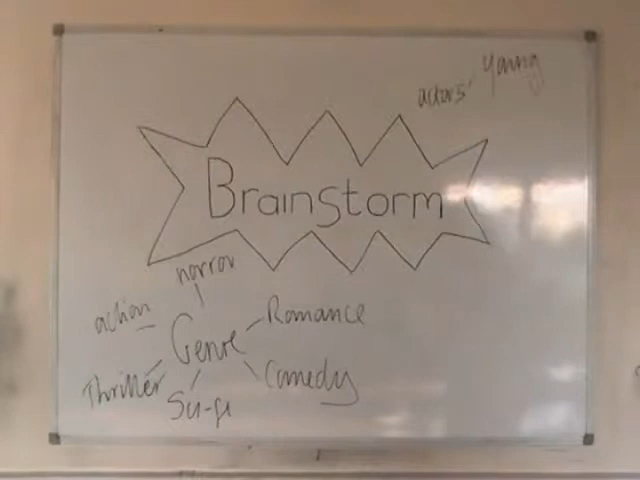 actors' Young
Brainstorm
horror
action
Romance
Genre
Thriller
Comedy
Sci-fi